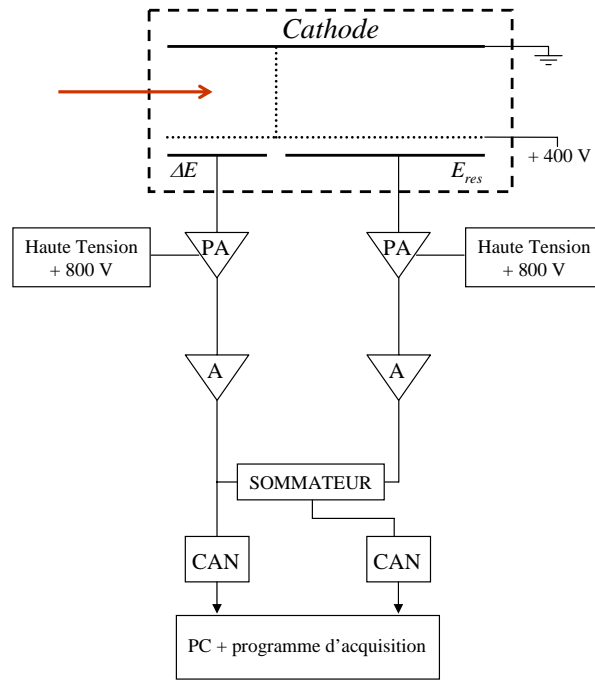 Cathode
+ 400 V
ΔE
E_res
Haute Tension
+ 800 V
PA
PA
Haute Tension
+ 800 V
A
A
SOMMATEUR
CAN
CAN
PC + programme d'acquisition